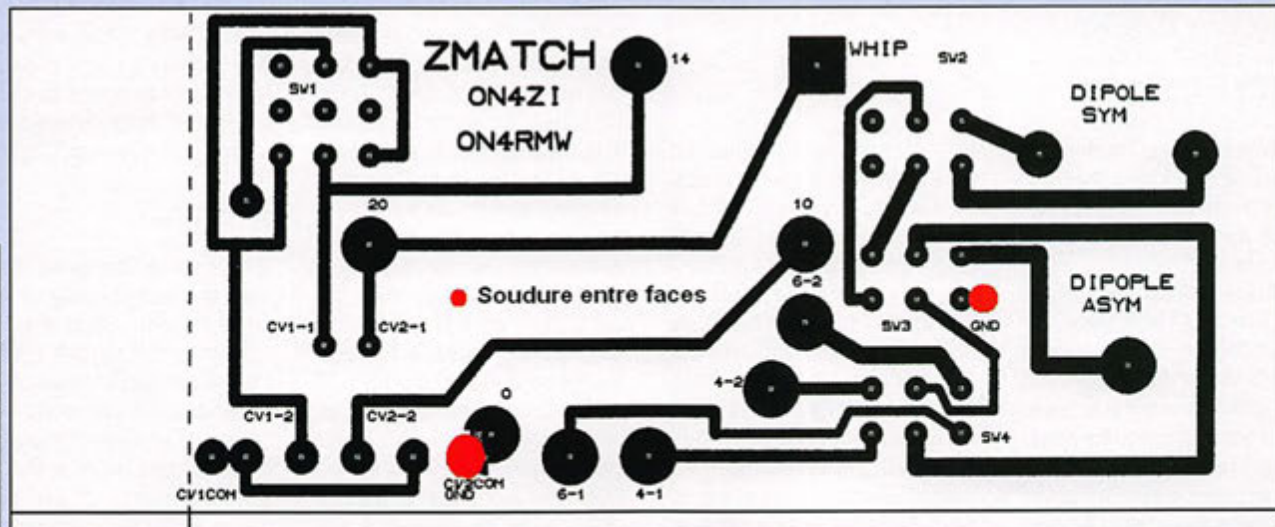 ZMATCH
ON4ZI
ON4RMW
14
WHIP
SW2
DIPOLE
SYM
SW1
20
10
6-2
Soudure entre faces
DIPOPLE
ASYM
CV1-1
CV2-1
SW3
GND
4-2
CV1-2
CV2-2
0
SW4
CV1COM
CV2COM
GND
6-1
4-1